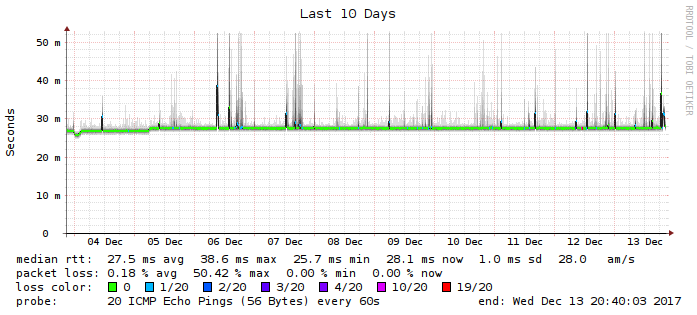 Last 10 Days
RRDTOOL / TOBI OETIKER
Seconds
50 m
40 m
30 m
20 m
10 m
0
04 Dec 05 Dec 06 Dec 07 Dec 08 Dec 09 Dec 10 Dec 11 Dec 12 Dec 13 Dec
median rtt: 27.5 ms avg 38.6 ms max 25.7 ms min 28.1 ms now 1.0 ms sd 28.0 am/s
packet loss: 0.18 % avg 50.42 % max 0.00 % min 0.00 % now
loss color: 0 1/20 2/20 3/20 4/20 10/20 19/20
probe: 20 ICMP Echo Pings (56 Bytes) every 60s end: Wed Dec 13 20:40:03 2017